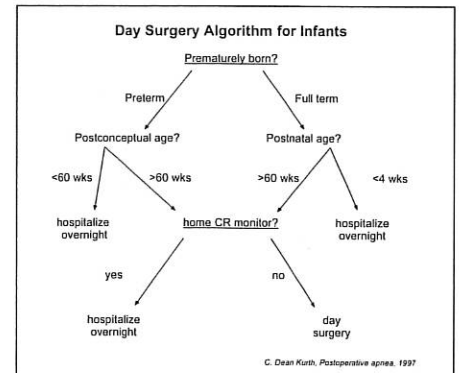 Day Surgery Algorithm for Infants
Prematurely born?
Preterm
Full term
Postconceptual age?
Postnatal age?
<60 wks
>60 wks
>60 wks
<4 wks
hospitalize
overnight
home CR monitor?
hospitalize
overnight
yes
no
hospitalize
overnight
day
surgery
C. Dean Kurth, Postoperative apnea, 1997